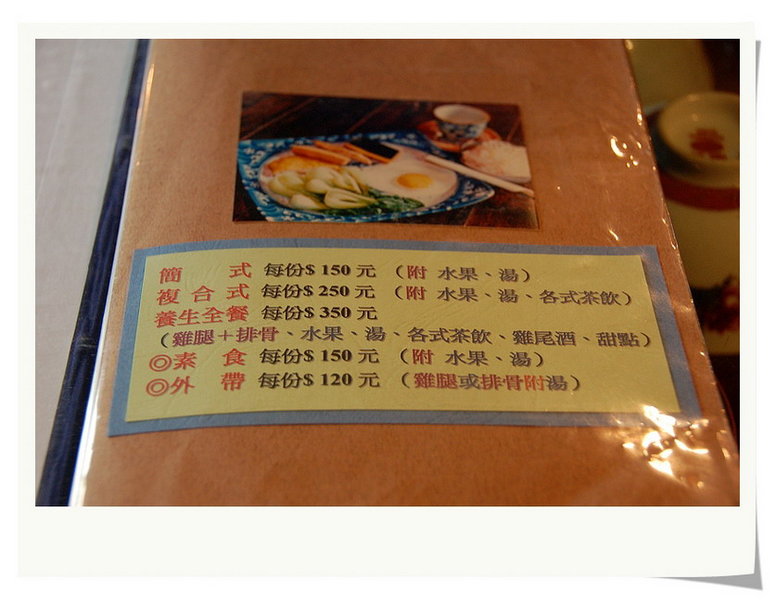 簡 式 每份$ 150 元 （附 水果、湯）
複 合 式 每份$ 250 元 （附 水果、湯、各式茶飲）
養生全餐 每份$ 350 元
（雞腿＋排骨、水果、湯、各式茶飲、雞尾酒、甜點）
◎素 食 每份$ 150 元 （附 水果、湯）
◎外 帶 每份$ 120 元 （雞腿或排骨附湯）